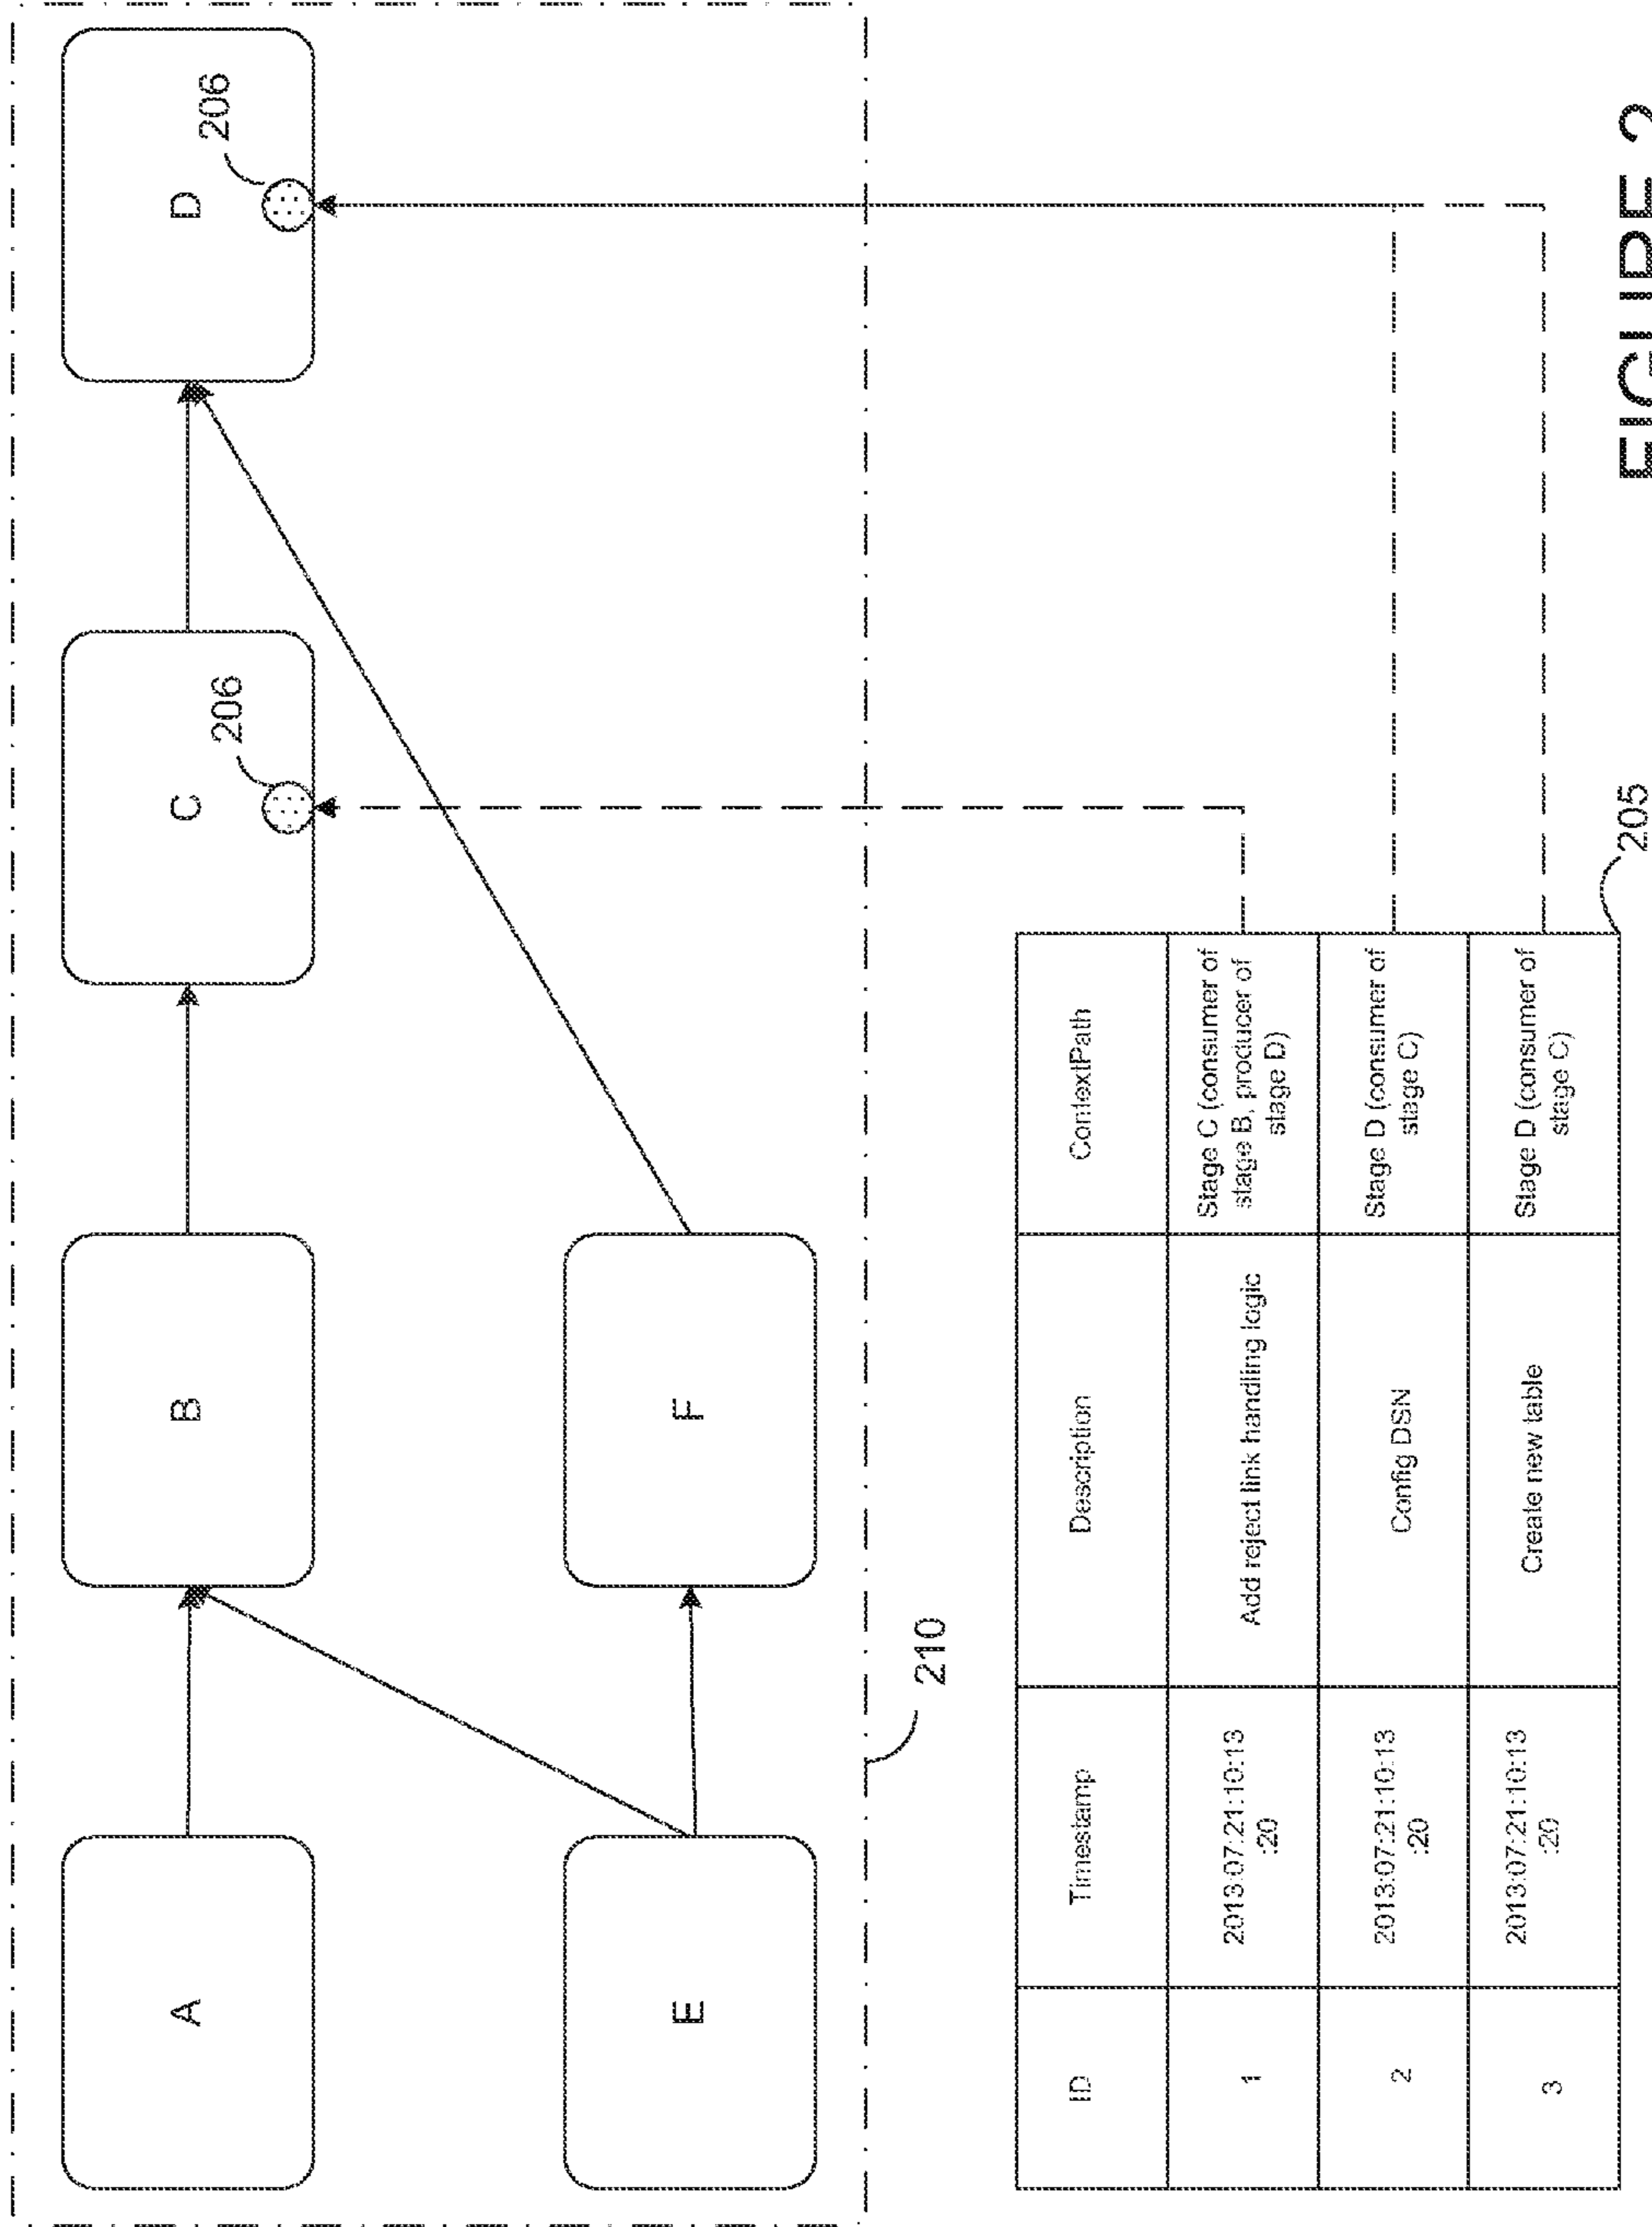 A
B
C
206
D
206
E
F
210
ID
Timestamp
Description
ContextPath
1
2013:07:21:10:13
:20
Add reject link handling logic
Stage C (consumer of
stage B, producer of
stage D)
2
2013:07:21:10:13
:20
Config DSN
Stage D (consumer of
stage C)
3
2013:07:21:10:13
:20
Create new table
Stage D (consumer of
stage C)
205
FIGURE 2